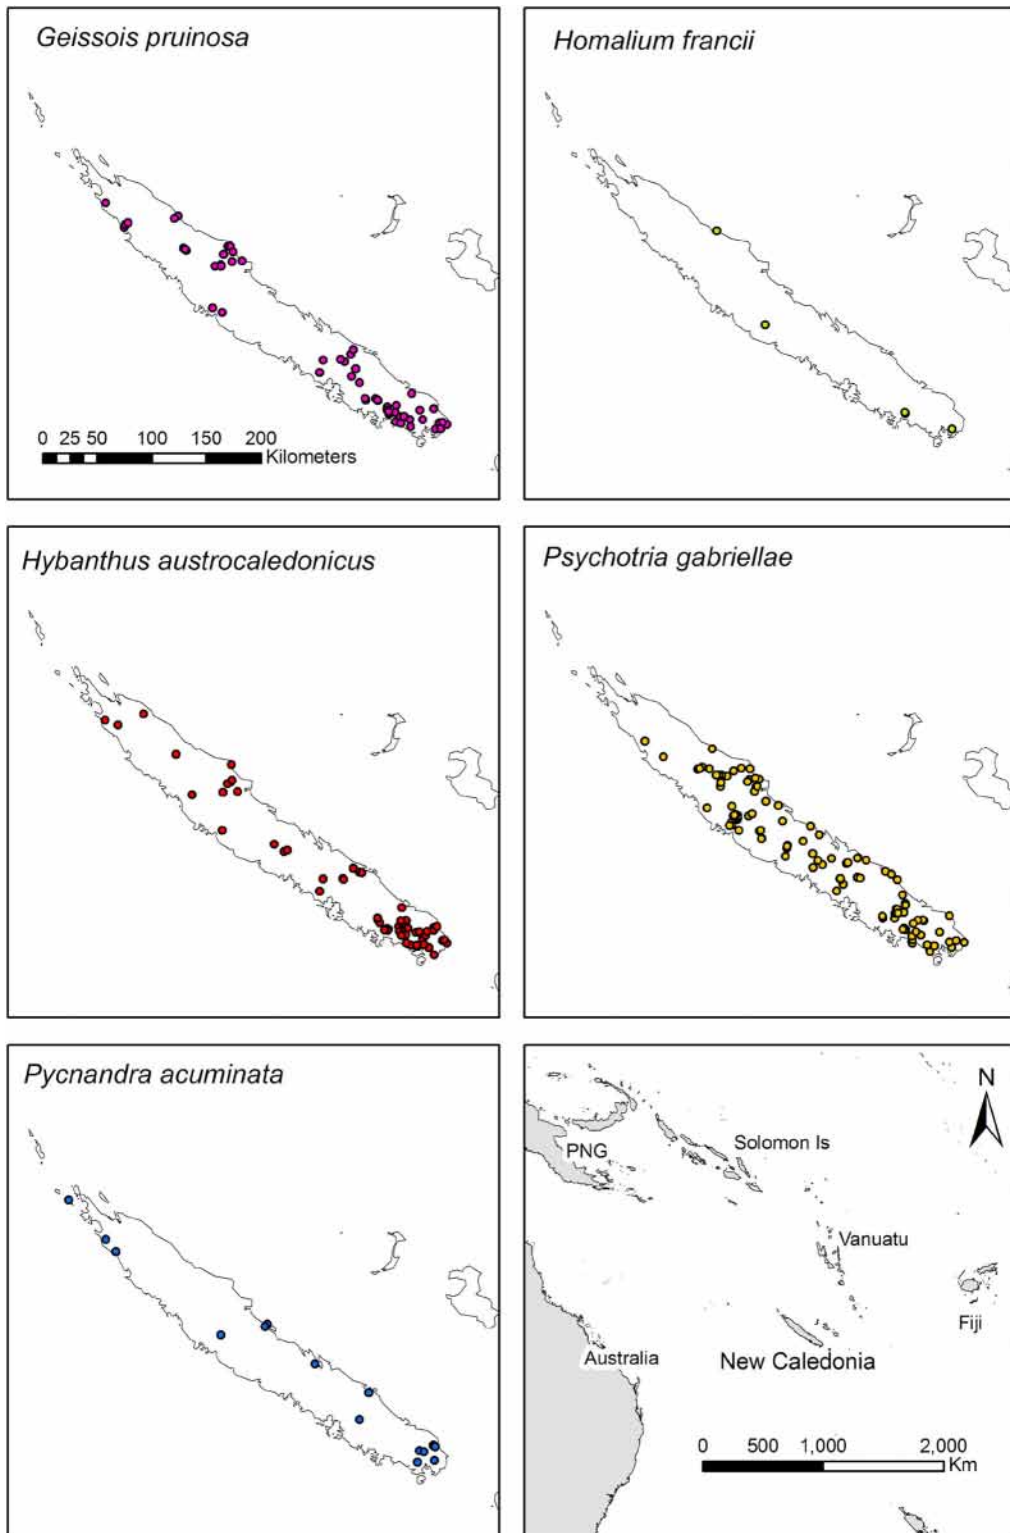 Geissois pruinosa
Homalium francii
0 25 50 100 150 200
Kilometers
Hybanthus austrocaledonicus
Psychotria gabriellae
Pycnandra acuminata
N
PNG
Solomon Is
Vanuatu
Fiji
Australia
New Caledonia
0 500 1,000 2,000
Km